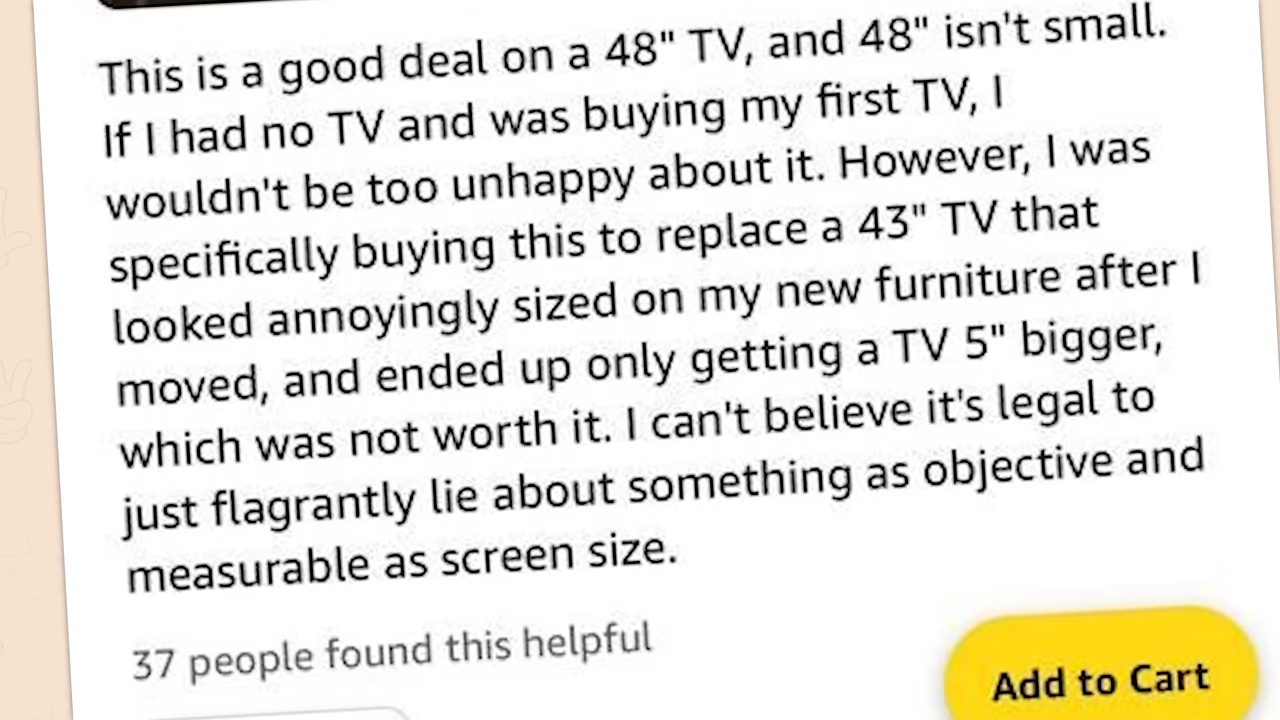 This is a good deal on a 48" TV, and 48" isn't small.
If I had no TV and was buying my first TV, I
wouldn't be too unhappy about it. However, I was
specifically buying this to replace a 43" TV that
looked annoyingly sized on my new furniture after I
moved, and ended up only getting a TV 5" bigger,
which was not worth it. I can't believe it's legal to
just flagrantly lie about something as objective and
measurable as screen size.
37 people found this helpful
Add to Cart